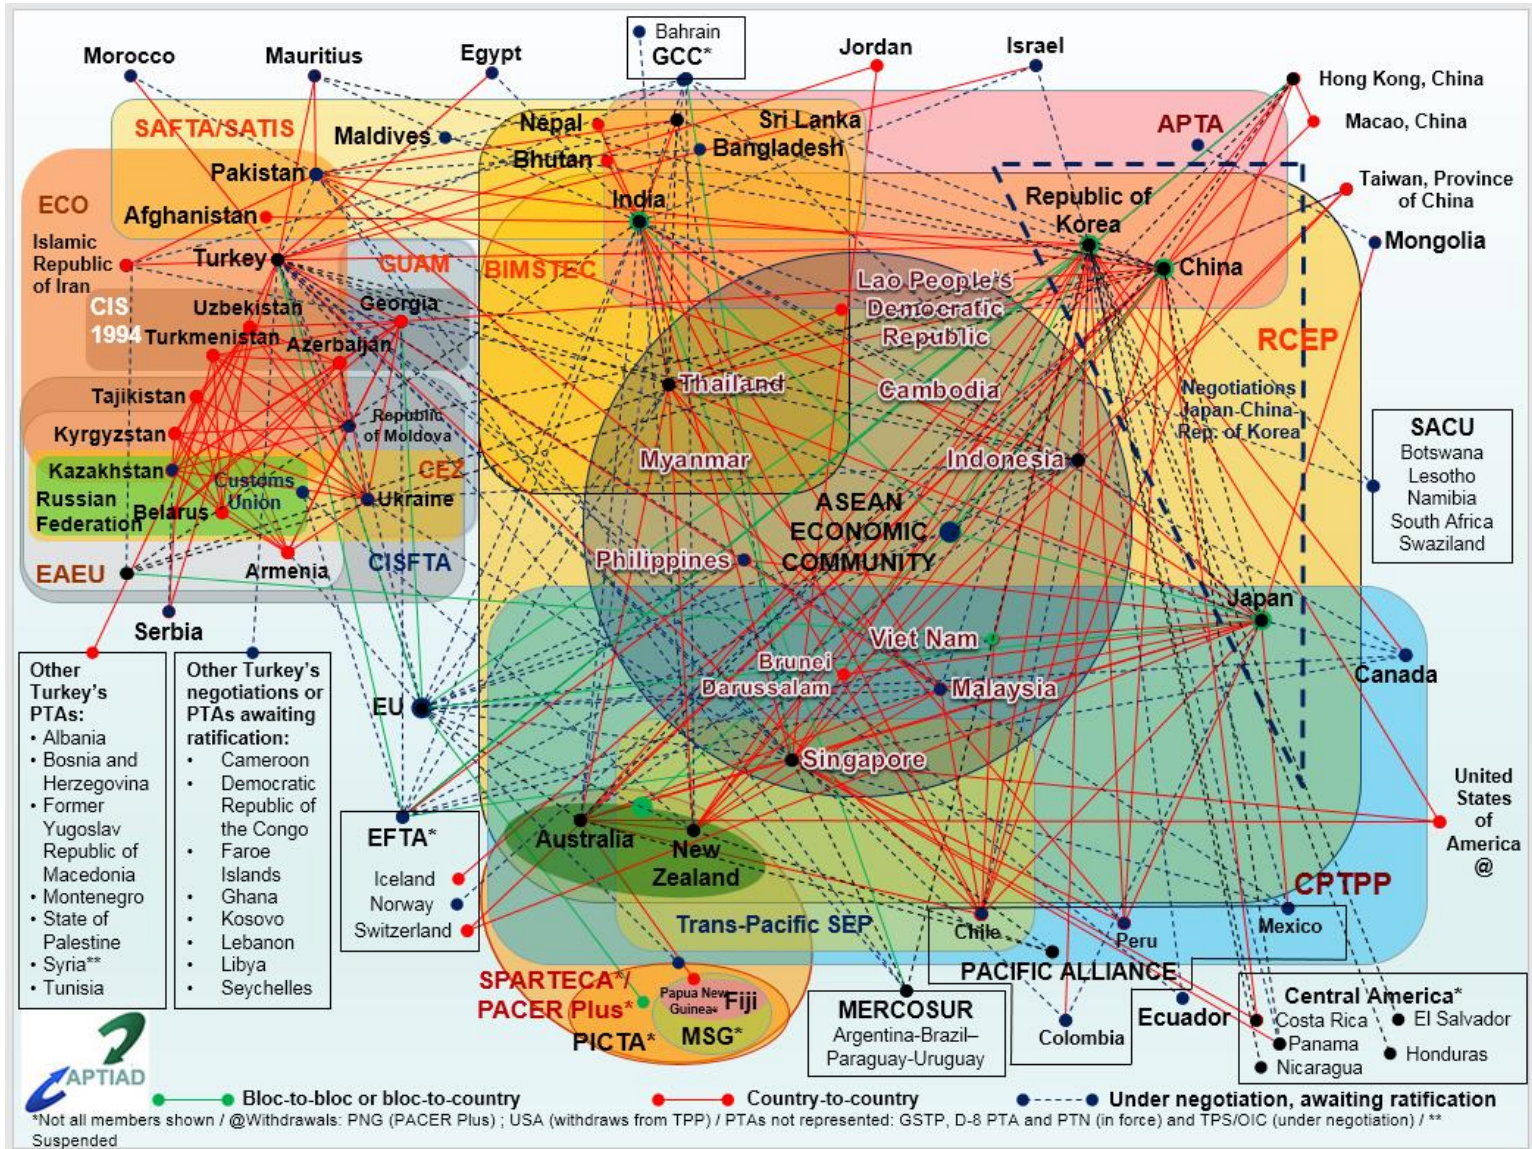 Bahrain
GCC*
Morocco
Mauritius
Egypt
Jordan
Israel
Hong Kong, China
Macao, China
SAFTA/SATIS
Maldives
Nepal
Bhutan
Sri Lanka
Bangladesh
APTA
Pakistan
Taiwan, Province
of China
ECO
Afghanistan
India
Republic of
Korea
Mongolia
Islamic
Republic
of Iran
Turkey
GUAM
BIMSTEC
China
Lao People's
Democratic
Republic
CIS
1994
Uzbekistan
Georgia
Turkmenistan
Azerbaijan
RCEP
Tajikistan
Thailand
Cambodia
Negotiations
Japan-China-
Rep. of Korea
Republic
of Moldova
Kyrgyzstan
Myanmar
Indonesia
SACU
Botswana
Lesotho
Namibia
South Africa
Swaziland
Kazakhstan
CEZ
Customs
Union
Russian
Federation
Belarus
Ukraine
ASEAN
ECONOMIC
COMMUNITY
EAEU
Armenia
CISFTA
Philippines
Serbia
Japan
Viet Nam
Brunei
Darussalam
Malaysia
Canada
Other
Turkey's
PTAs:
• Albania
• Bosnia and
Herzegovina
• Former
Yugoslav
Republic of
Macedonia
• Montenegro
• State of
Palestine
• Syria**
• Tunisia
Other Turkey's
negotiations or
PTAs awaiting
ratification:
• Cameroon
• Democratic
Republic of
the Congo
• Faroe
Islands
• Ghana
• Kosovo
• Lebanon
• Libya
• Seychelles
EU
Singapore
United
States
of
America
@
EFTA*
Iceland
Norway
Switzerland
Australia
New
Zealand
CPTPP
Trans-Pacific SEP
Chile
Peru
Mexico
PACIFIC ALLIANCE
SPARTECA*/
PACER Plus*
Papua New
Guinea
Fiji
PICTA*
MSG*
MERCOSUR
Argentina-Brazil–
Paraguay-Uruguay
Colombia
Ecuador
Central America*
Costa Rica
El Salvador
Panama
Honduras
Nicaragua
APTIAD
Bloc-to-bloc or bloc-to-country
Country-to-country
Under negotiation, awaiting ratification
*Not all members shown / @Withdrawals: PNG (PACER Plus) ; USA (withdraws from TPP) / PTAs not represented: GSTP, D-8 PTA and PTN (in force) and TPS/OIC (under negotiation) / **
Suspended